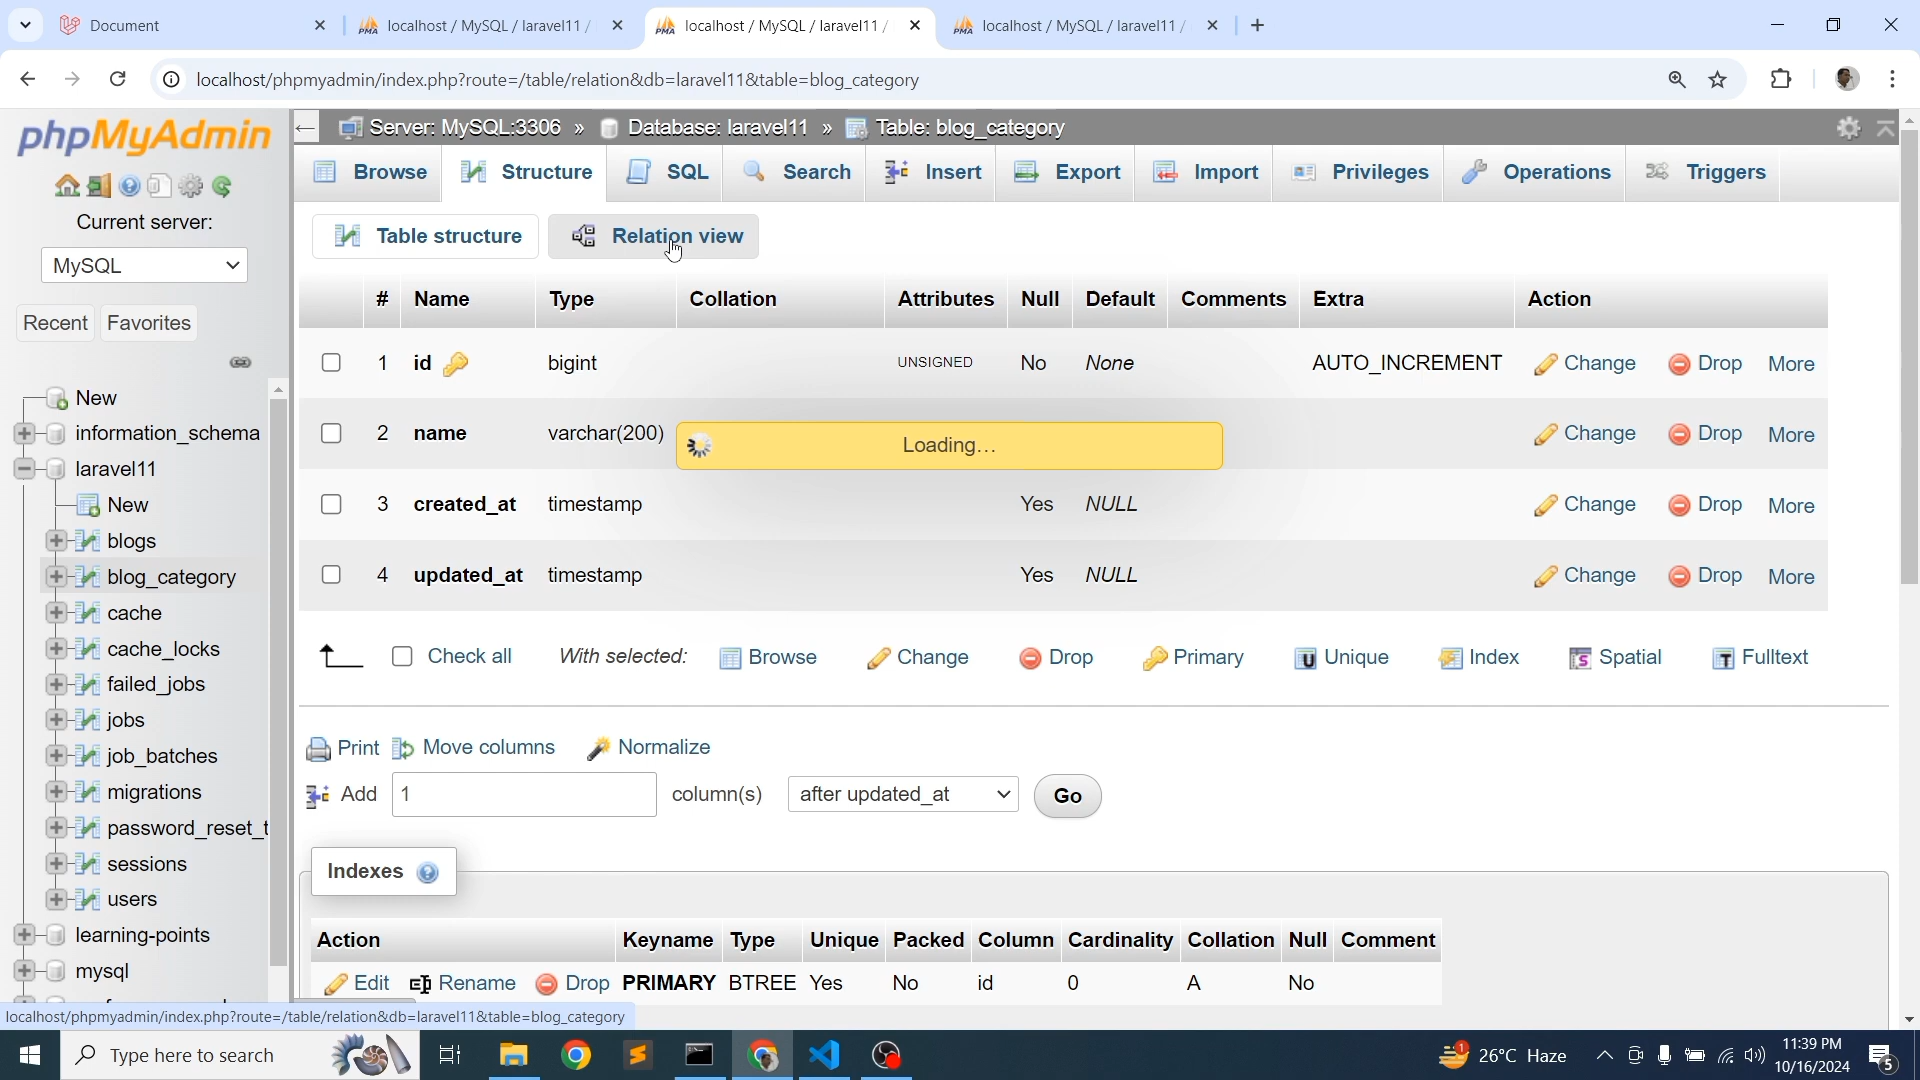 Document
localhost / MySQL / laravel11 /
localhost / MySQL / laravel11 /
localhost / MySQL / laravel11 /
localhost/phpmyadmin/index.php?route=/table/relation&db=laravel11&table=blog_category
phpMyAdmin
Server: MySQL:3306 » Database: laravel11 » Table: blog_category
Browse Structure SQL Search Insert Export Import Privileges Operations Triggers
Current server:
MySQL
Recent Favorites
New
information_schema
laravel11
New
blogs
blog_category
cache
cache_locks
failed_jobs
jobs
job_batches
migrations
password_reset_t
sessions
users
learning-points
mysql
Table structure Relation view
# Name Type Collation Attributes Null Default Comments Extra Action
1 id bigint UNSIGNED No None AUTO_INCREMENT Change Drop More
2 name varchar(200) Change Drop More
Loading…
3 created_at timestamp Yes NULL Change Drop More
4 updated_at timestamp Yes NULL Change Drop More
Check all With selected: Browse Change Drop Primary Unique Index Spatial Fulltext
Print Move columns Normalize
Add 1 column(s) after updated_at Go
Indexes
Action Keyname Type Unique Packed Column Cardinality Collation Null Comment
Edit Rename Drop PRIMARY BTREE Yes No id 0 A No
localhost/phpmyadmin/index.php?route=/table/relation&db=laravel11&table=blog_category
Type here to search
1
26°C Haze
11:39 PM
10/16/2024
5